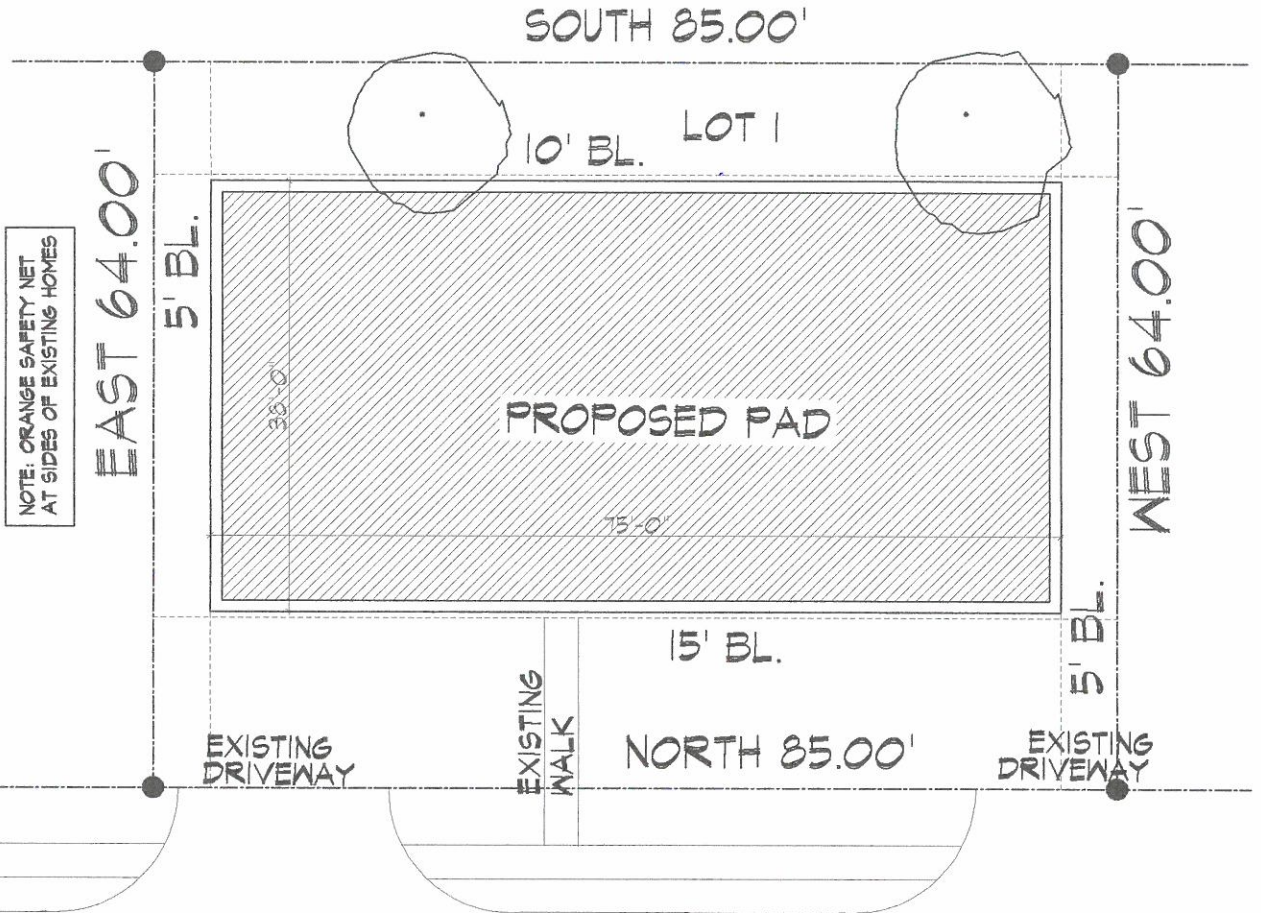 SOUTH 85.00'
LOT 1
10' BL.
NOTE: ORANGE SAFETY NET
AT SIDES OF EXISTING HOMES
EAST 64.00'
5' BL.
38'-0"
PROPOSED PAD
75'-0"
WEST 64.00'
15' BL.
5' BL.
EXISTING
WALK
NORTH 85.00'
EXISTING
DRIVEWAY
EXISTING
DRIVEWAY